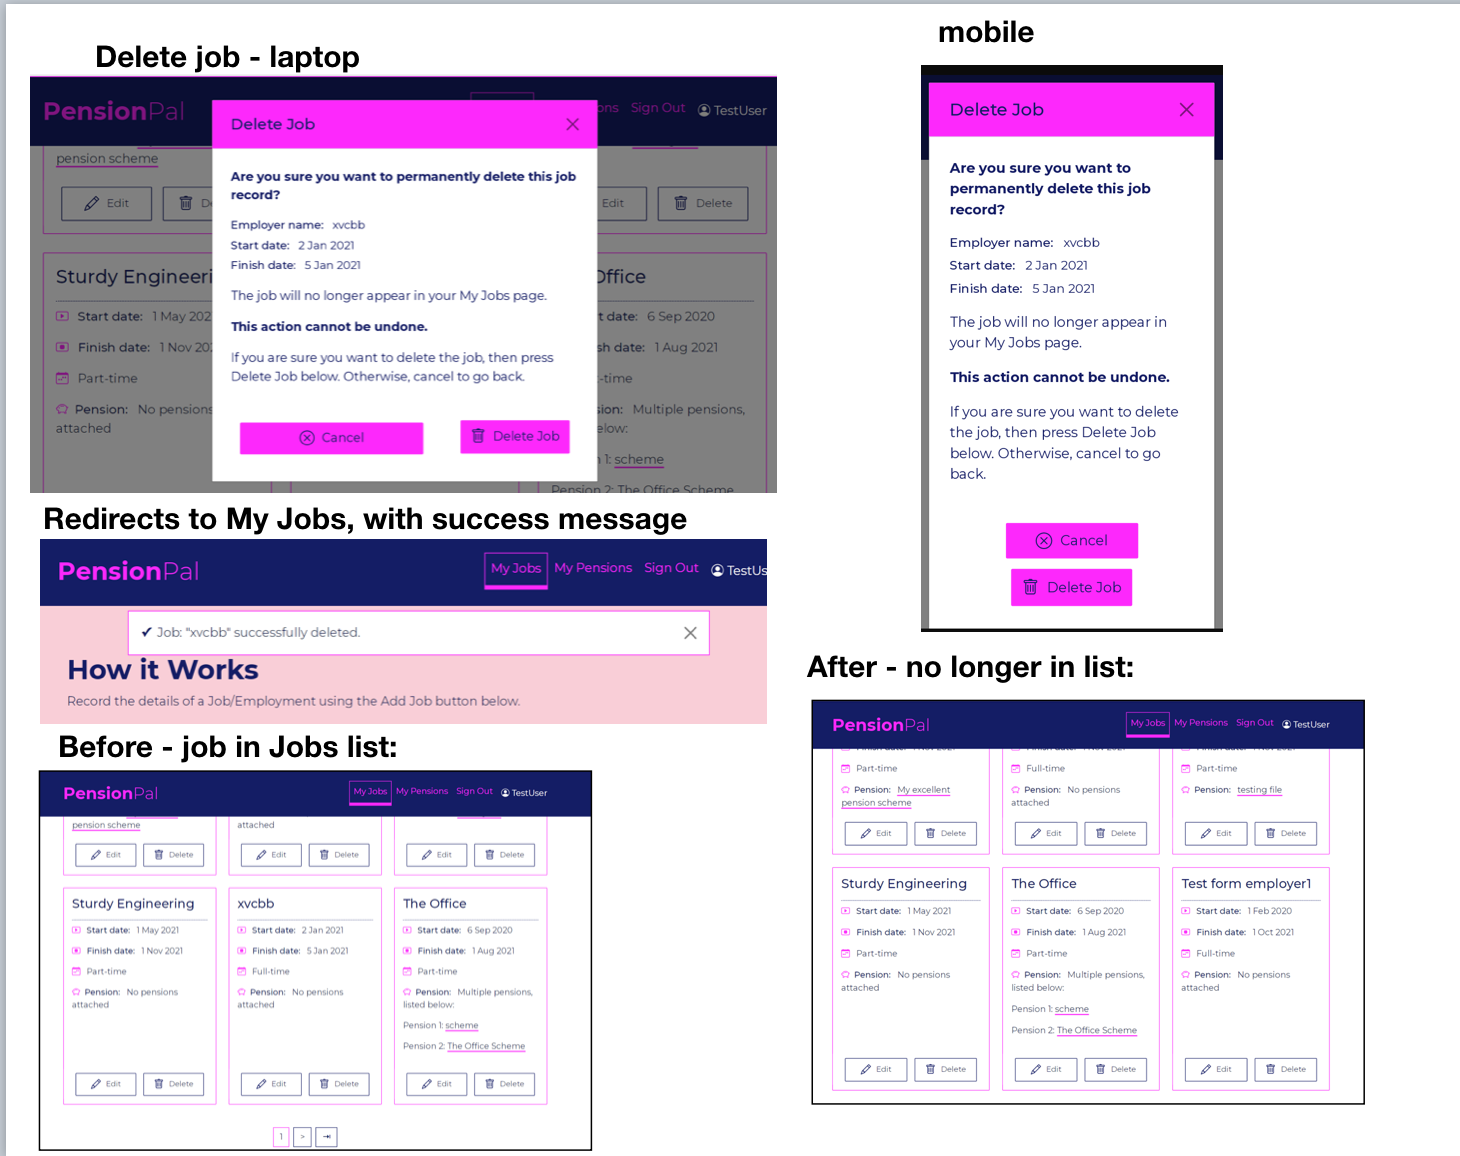 Delete job - laptop
PensionPal
ons Sign Out TestUser
Delete Job
pension scheme
Edit
Edit Delete
Are you sure you want to permanently delete this job
record?
Employer name: xvcbb
Start date: 2 Jan 2021
Finish date: 5 Jan 2021
The job will no longer appear in your My Jobs page.
This action cannot be undone.
If you are sure you want to delete the job, then press
Delete Job below. Otherwise, cancel to go back.
Cancel
Delete Job
Sturdy Engineeri
Start date: 1 May 202
Finish date: 1 Nov 20
Part-time
Pension: No pensions
attached
Office
t date: 6 Sep 2020
sh date: 1 Aug 2021
-time
sion: Multiple pensions,
elow:
n 1: scheme
Pension 2: The Office Scheme
mobile
Delete Job
Are you sure you want to
permanently delete this job
record?
Employer name: xvcbb
Start date: 2 Jan 2021
Finish date: 5 Jan 2021
The job will no longer appear in
your My Jobs page.
This action cannot be undone.
If you are sure you want to delete
the job, then press Delete Job
below. Otherwise, cancel to go
back.
Cancel
Delete Job
Redirects to My Jobs, with success message
PensionPal
My Jobs My Pensions Sign Out TestUs
✔ Job: "xvcbb" successfully deleted.
How it Works
Record the details of a Job/Employment using the Add Job button below.
Before - job in Jobs list:
PensionPal
My Jobs My Pensions Sign Out TestUser
pension scheme
attached
Edit Delete
Edit Delete
Edit Delete
Sturdy Engineering
Start date: 1 May 2021
Finish date: 1 Nov 2021
Part-time
Pension: No pensions
attached
Edit Delete
xvcbb
Start date: 2 Jan 2021
Finish date: 5 Jan 2021
Full-time
Pension: No pensions
attached
Edit Delete
The Office
Start date: 6 Sep 2020
Finish date: 1 Aug 2021
Part-time
Pension: Multiple pensions,
listed below:
Pension 1: scheme
Pension 2: The Office Scheme
Edit Delete
1 >
After - no longer in list:
PensionPal
My Jobs My Pensions Sign Out TestUser
Part-time
Pension: My excellent
pension scheme
Edit Delete
Full-time
Pension: No pensions
attached
Edit Delete
Part-time
Pension: testing file
Edit Delete
Sturdy Engineering
Start date: 1 May 2021
Finish date: 1 Nov 2021
Part-time
Pension: No pensions
attached
Edit Delete
The Office
Start date: 6 Sep 2020
Finish date: 1 Aug 2021
Part-time
Pension: Multiple pensions,
listed below:
Pension 1: scheme
Pension 2: The Office Scheme
Edit Delete
Test form employer1
Start date: 1 Feb 2020
Finish date: 1 Oct 2021
Full-time
Pension: No pensions
attached
Edit Delete